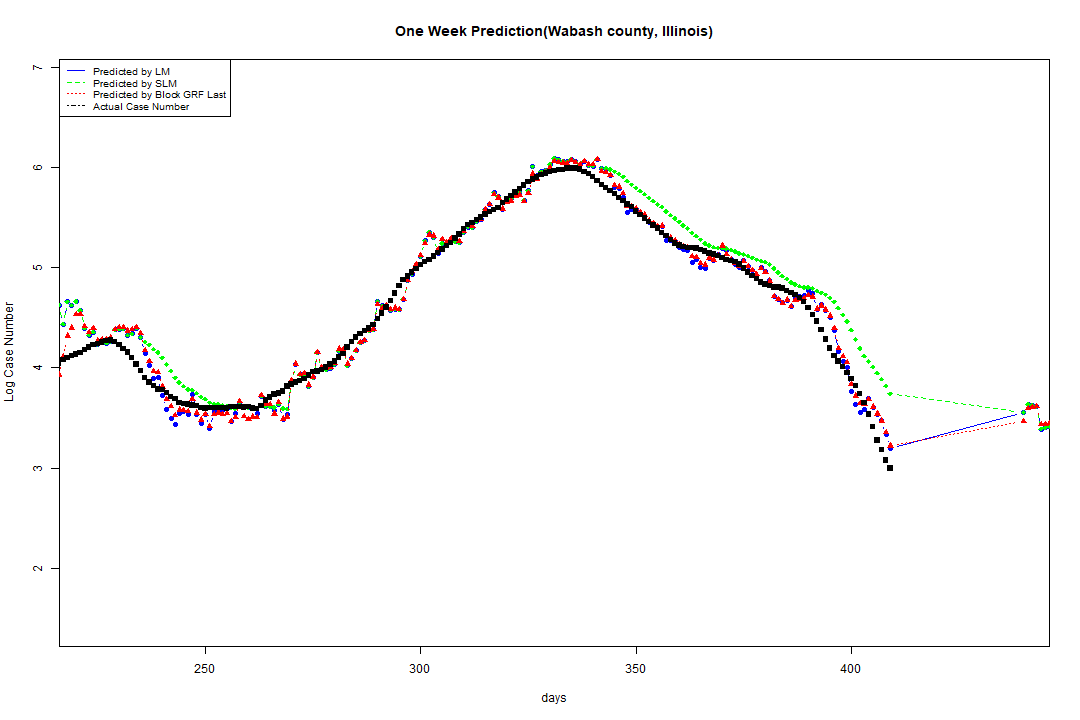 One Week Prediction(Wabash county, Illinois)
Predicted by LM
Predicted by SLM
Predicted by Block GRF Last
Actual Case Number
7
6
5
4
3
2
Log Case Number
250 300 350 400
days